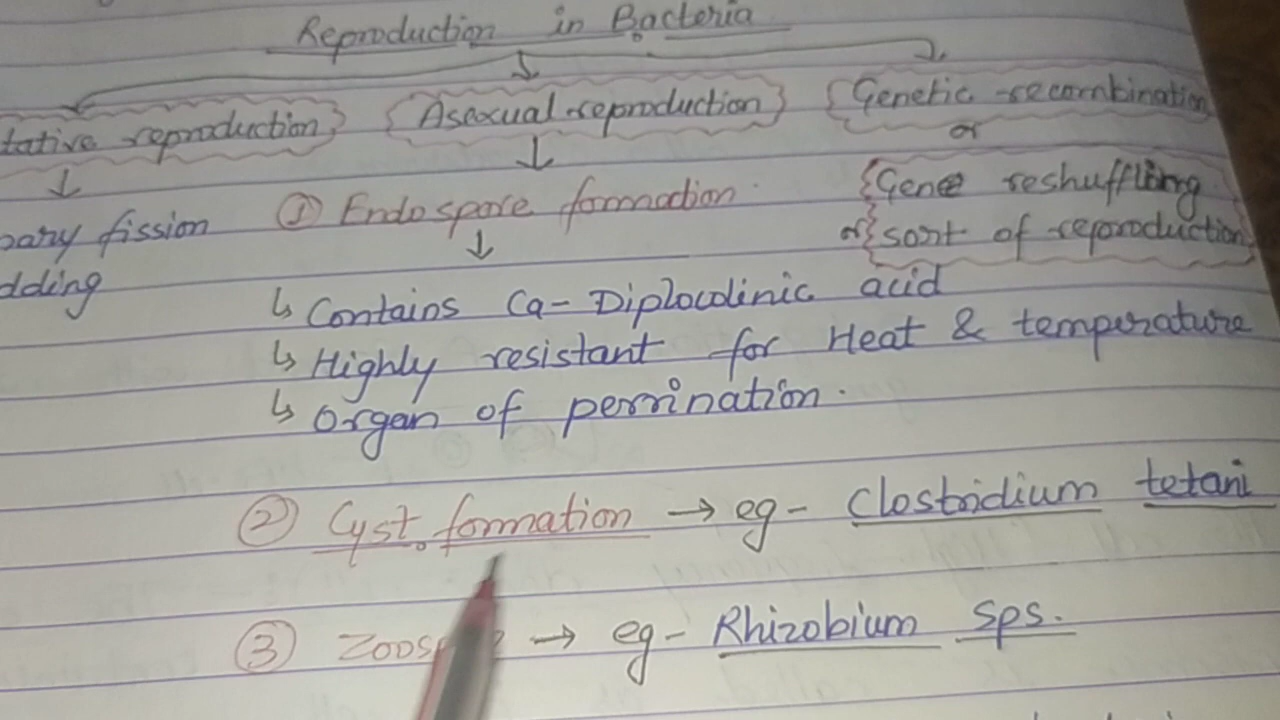 Reproduction in Bacteria
tative reproduction
Asexual reproduction
Genetic recombination
or
Gene reshuffling
or sort of reproduction
nary fission
dding
① Endospore formation
↳ Contains Ca- Diplocolinic acid
↳ Highly resistant for Heat & temperature
↳ Organ of perrination.
② Cyst formation → eg- Clostridium tetani
③ → eg- Rhizobium sps.